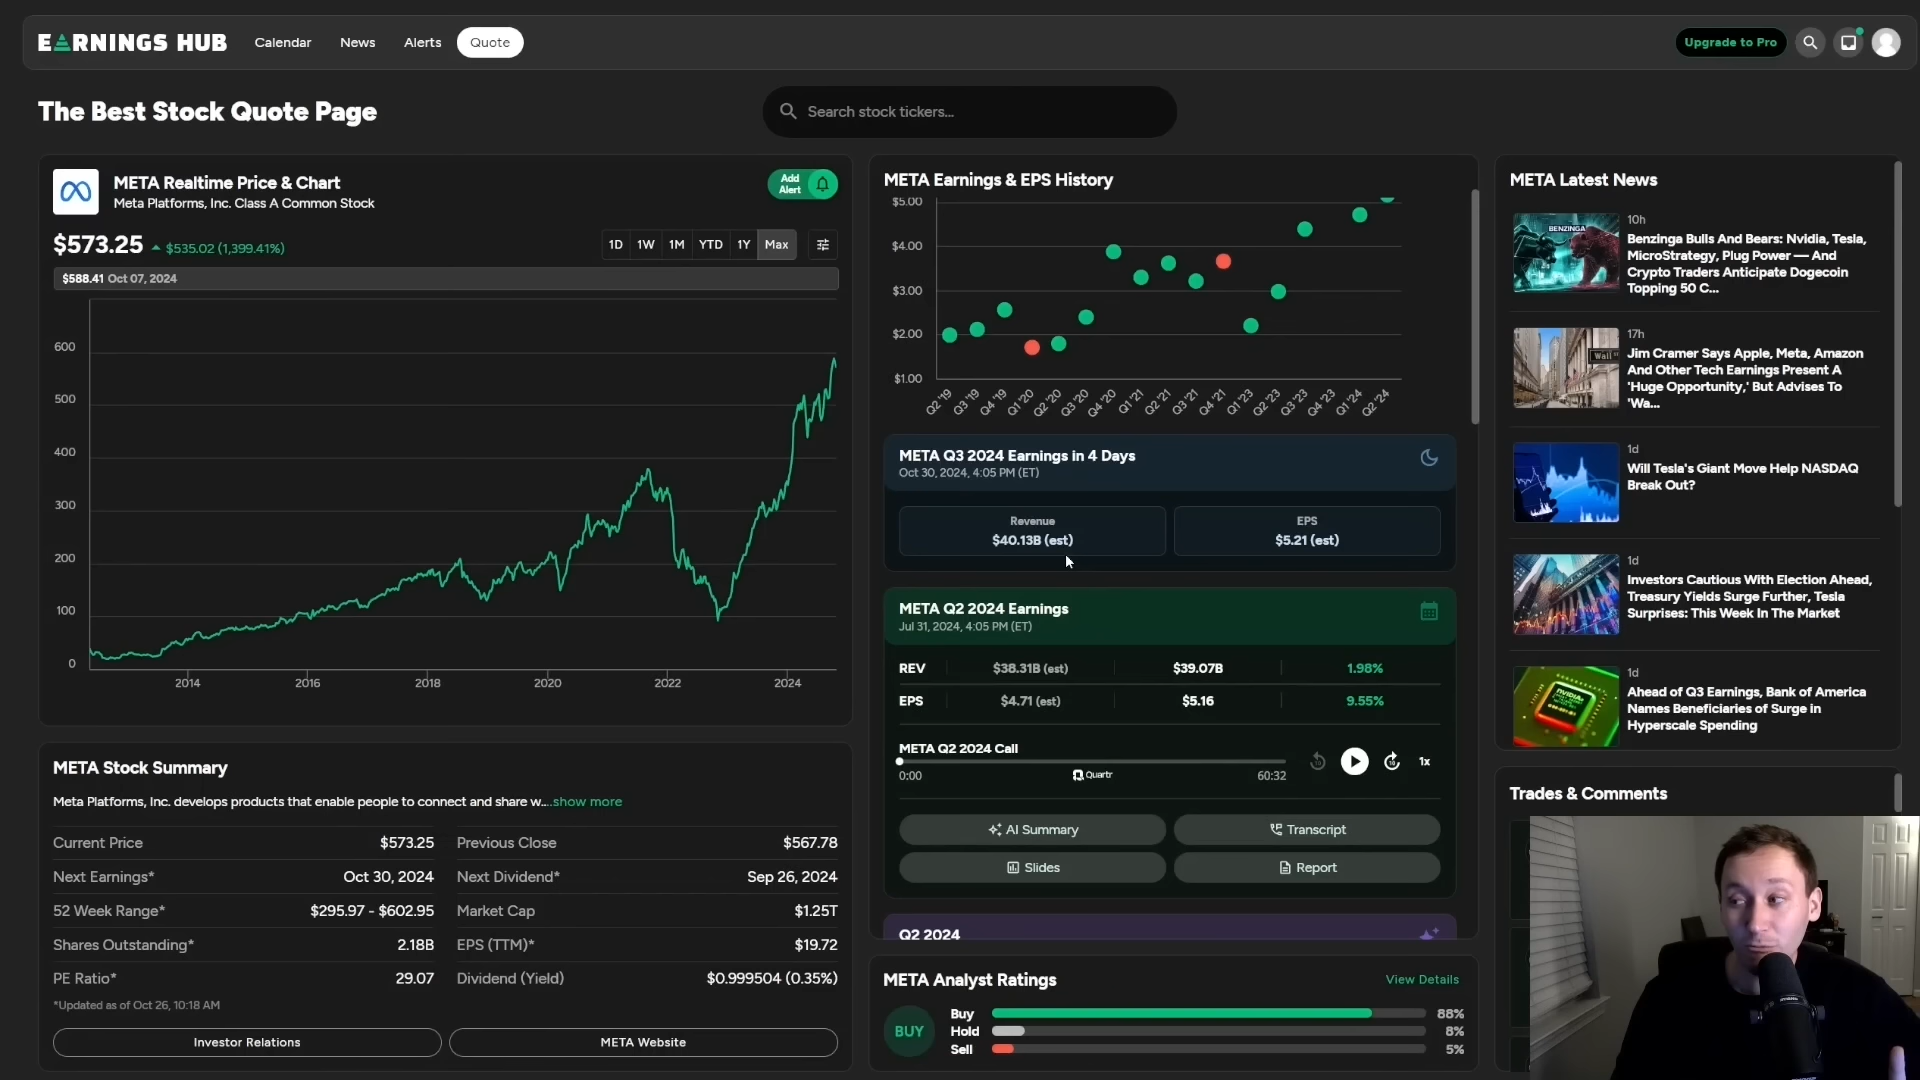 EARNINGS HUB
Calendar
News
Alerts
Quote
Upgrade to Pro
The Best Stock Quote Page
Search stock tickers...
META Realtime Price & Chart
Meta Platforms, Inc. Class A Common Stock
Add Alert
$573.25 $535.02 (1,399.41%)
1D 1W 1M YTD 1Y Max
$588.41 Oct 07, 2024
600
500
400
300
200
100
0
2014 2016 2018 2020 2022 2024
META Stock Summary
Meta Platforms, Inc. develops products that enable people to connect and share w....show more
Current Price $573.25 Previous Close $567.78
Next Earnings* Oct 30, 2024 Next Dividend* Sep 26, 2024
52 Week Range* $295.97 - $602.95 Market Cap $1.25T
Shares Outstanding* 2.18B EPS (TTM)* $19.72
PE Ratio* 29.07 Dividend (Yield) $0.999504 (0.35%)
*Updated as of Oct 26, 10:18 AM
Investor Relations
META Website
META Earnings & EPS History
$5.00
$4.00
$3.00
$2.00
$1.00
Q2 '19 Q3 '19 Q4 '19 Q1 '20 Q2 '20 Q3 '20 Q4 '20 Q1 '21 Q2 '21 Q3 '21 Q4 '21 Q1 '23 Q2 '23 Q3 '23 Q4 '23 Q1 '24 Q2 '24
META Q3 2024 Earnings in 4 Days
Oct 30, 2024, 4:05 PM (ET)
Revenue
$40.13B (est)
EPS
$5.21 (est)
META Q2 2024 Earnings
Jul 31, 2024, 4:05 PM (ET)
REV $38.31B (est) $39.07B 1.98%
EPS $4.71 (est) $5.16 9.55%
META Q2 2024 Call
0:00 Quartr 60:32
1x
AI Summary
Transcript
Slides
Report
Q2 2024
META Analyst Ratings
View Details
BUY
Buy 88%
Hold 8%
Sell 5%
META Latest News
BENZINGA
10h
Benzinga Bulls And Bears: Nvidia, Tesla,
MicroStrategy, Plug Power — And
Crypto Traders Anticipate Dogecoin
Topping 50 C...
Wall
17h
Jim Cramer Says Apple, Meta, Amazon
And Other Tech Earnings Present A
'Huge Opportunity,' But Advises To
'Wa...
1d
Will Tesla's Giant Move Help NASDAQ
Break Out?
1d
Investors Cautious With Election Ahead,
Treasury Yields Surge Further, Tesla
Surprises: This Week In The Market
NVIDIA
1d
Ahead of Q3 Earnings, Bank of America
Names Beneficiaries of Surge in
Hyperscale Spending
Trades & Comments